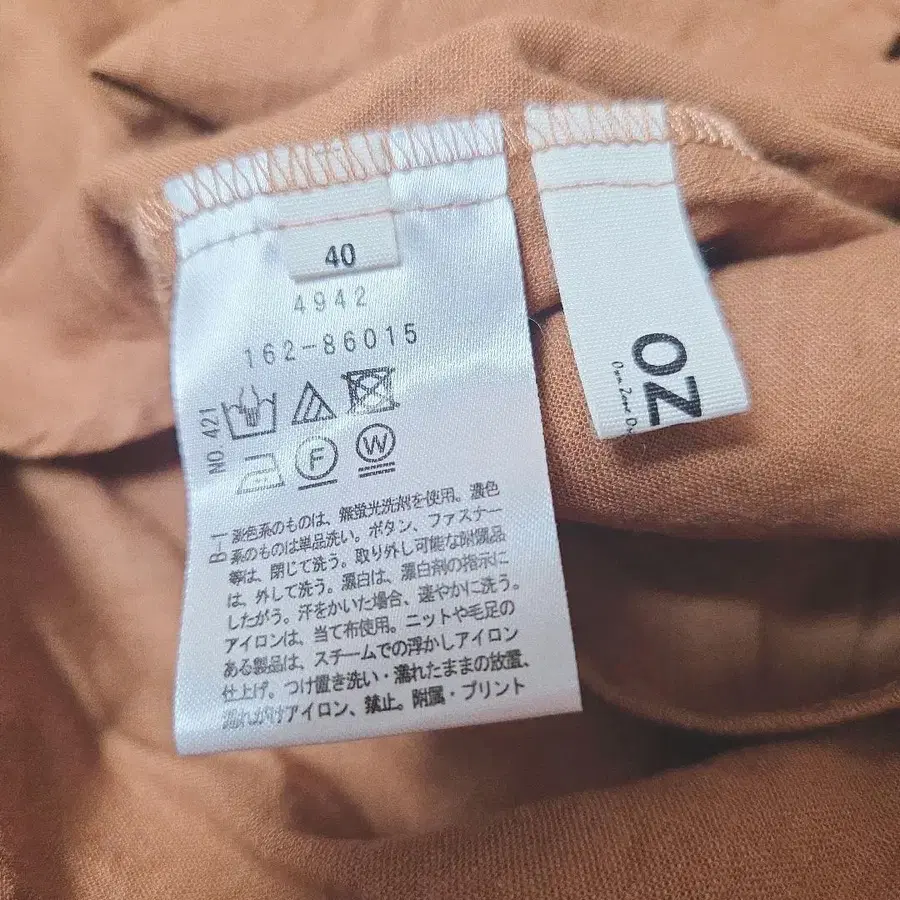 40
4942
162-86015
NO.421
F
W
B-1
淡色系のものは、無蛍光洗剤を使用。濃色
系のものは単品洗い。ボタン、ファスナー
等は、閉じて洗う。取り外し可能な附属品
は、外して洗う。漂白は、漂白剤の指示に
したがう。汗をかいた場合、速やかに洗う。
アイロンは、当て布使用。ニットや毛足の
ある製品は、スチームでの浮かしアイロン
仕上げ。つけ置き洗い・濡れたままの放置、
濡れがけアイロン、禁止。附属・プリント
OZ